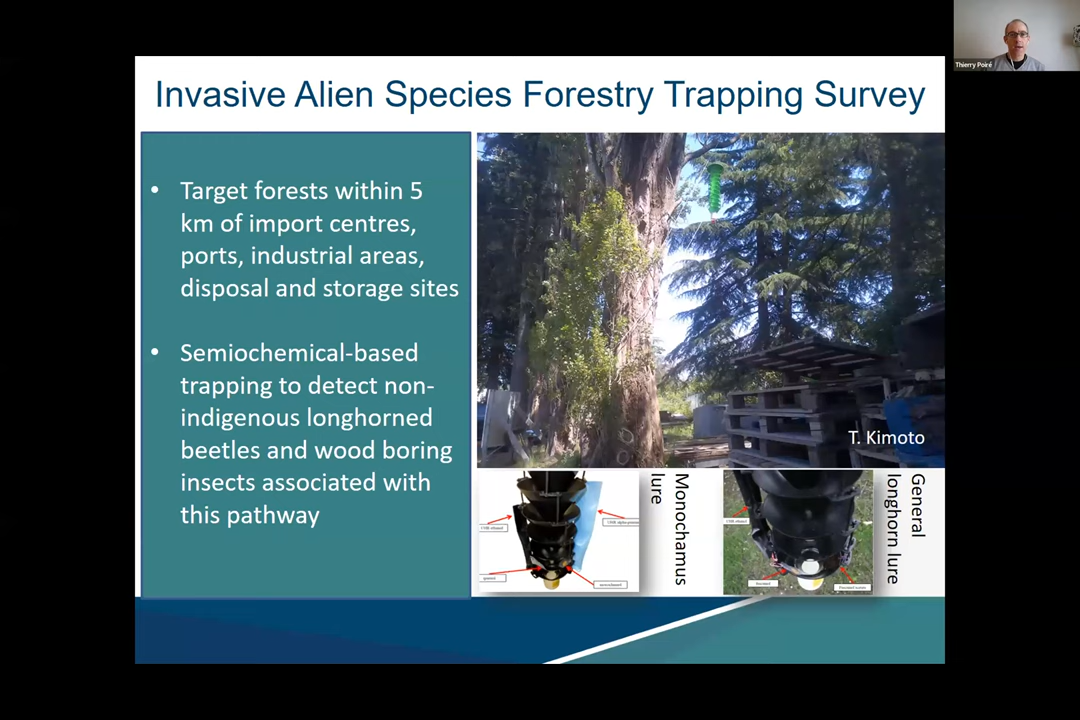 Thierry Poiré
Invasive Alien Species Forestry Trapping Survey
• Target forests within 5
km of import centres,
ports, industrial areas,
disposal and storage sites
• Semiochemical-based
trapping to detect non-
indigenous longhorned
beetles and wood boring
insects associated with
this pathway
T. Kimoto
Monochamus
lure
General
longhorn lure